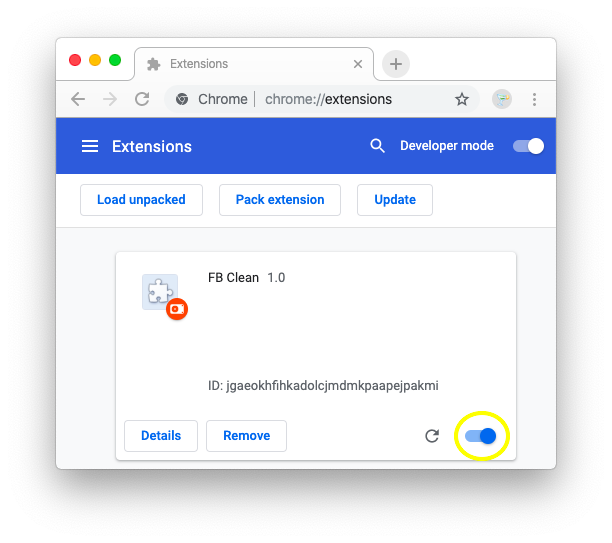 Extensions
Chrome chrome://extensions
Extensions Developer mode
Load unpacked Pack extension Update
FB Clean 1.0
ID: jgaeokhfihkadolcjmdmkpaapejpakmi
Details Remove